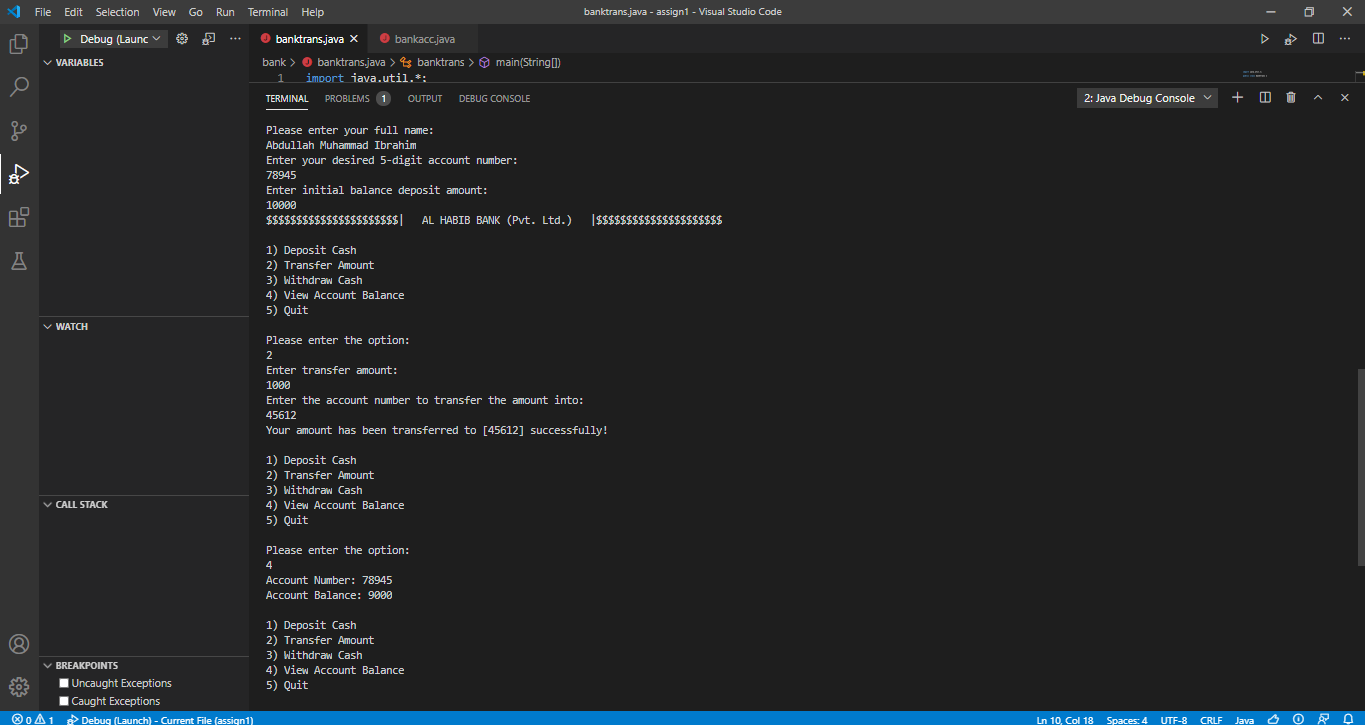 File Edit Selection View Go Run Terminal Help banktrans.java - assign1 - Visual Studio Code
Debug (Launc
banktrans.java bankacc.java
VARIABLES
bank > banktrans.java > banktrans > main(String[])
1 import java.util.*;
TERMINAL PROBLEMS 1 OUTPUT DEBUG CONSOLE 2: Java Debug Console
Please enter your full name:
Abdullah Muhammad Ibrahim
Enter your desired 5-digit account number:
78945
Enter initial balance deposit amount:
10000
$$$$$$$$$$$$$$$$$$$$$$| AL HABIB BANK (Pvt. Ltd.) |$$$$$$$$$$$$$$$$$$$$$
1) Deposit Cash
2) Transfer Amount
3) Withdraw Cash
4) View Account Balance
5) Quit
WATCH
Please enter the option:
2
Enter transfer amount:
1000
Enter the account number to transfer the amount into:
45612
Your amount has been transferred to [45612] successfully!
1) Deposit Cash
2) Transfer Amount
3) Withdraw Cash
4) View Account Balance
5) Quit
CALL STACK
Please enter the option:
4
Account Number: 78945
Account Balance: 9000
1) Deposit Cash
2) Transfer Amount
3) Withdraw Cash
4) View Account Balance
5) Quit
BREAKPOINTS
Uncaught Exceptions
Caught Exceptions
0 1 Debug (Launch) - Current File (assign1) Ln 10, Col 18 Spaces: 4 UTF-8 CRLF Java